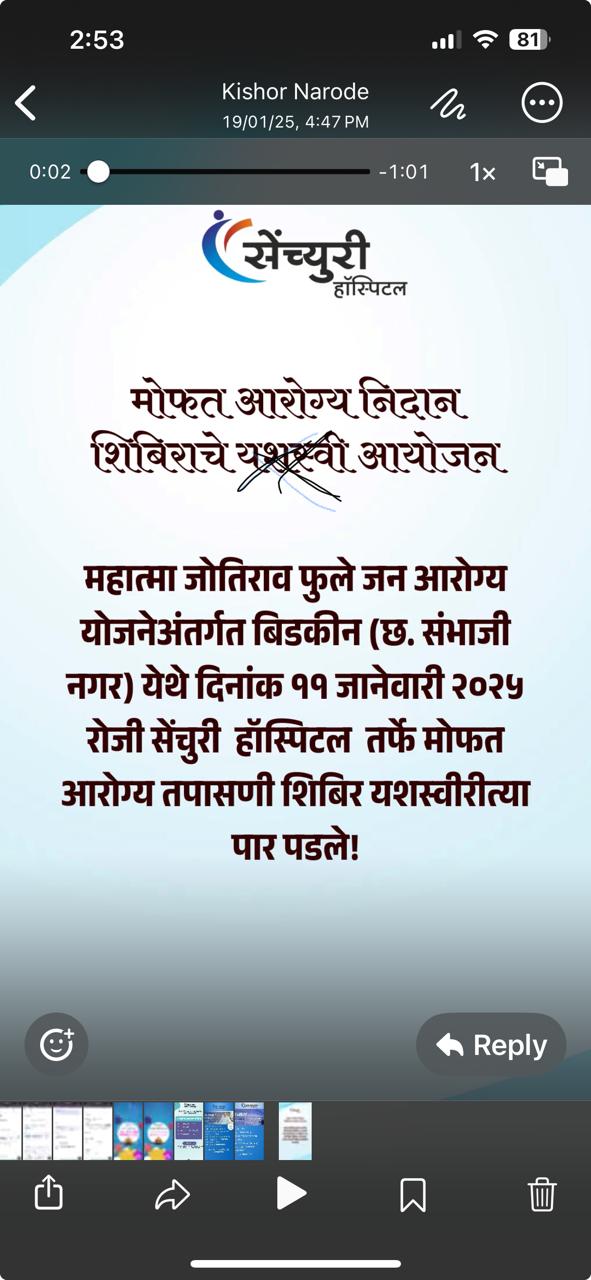 2:53
81
Kishor Narode
19/01/25, 4:47 PM
0:02
-1:01
1x
सेंच्युरी
हॉस्पिटल
मोफत आरोग्य निदान
शिबिराचे यशस्वी आयोजन
महात्मा जोतिराव फुले जन आरोग्य
योजनेअंतर्गत बिडकीन (छ. संभाजी
नगर) येथे दिनांक ११ जानेवारी २०२५
रोजी सेंचुरी हॉस्पिटल तर्फे मोफत
आरोग्य तपासणी शिबिर यशस्वीरीत्या
पार पडले!
Reply